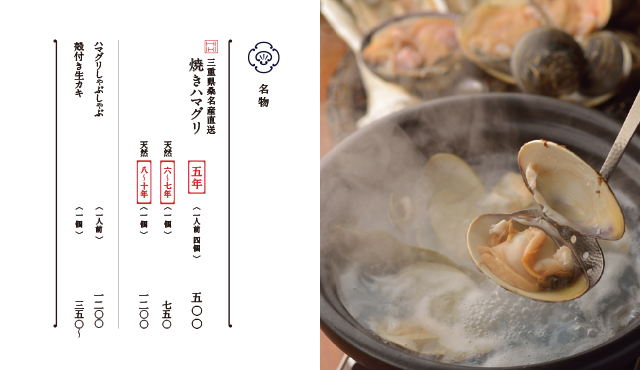 名物
三重県桑名産直送
焼きハマグリ
五年 〈一人前 四個〉 五〇〇
天然 六〜七年 〈一個〉 七五〇
天然 八〜十年 〈一個〉 一二〇〇
ハマグリしゃぶしゃぶ 〈一人前〉 一二〇〇
殻付き生カキ 〈一個〉 三五〇〜